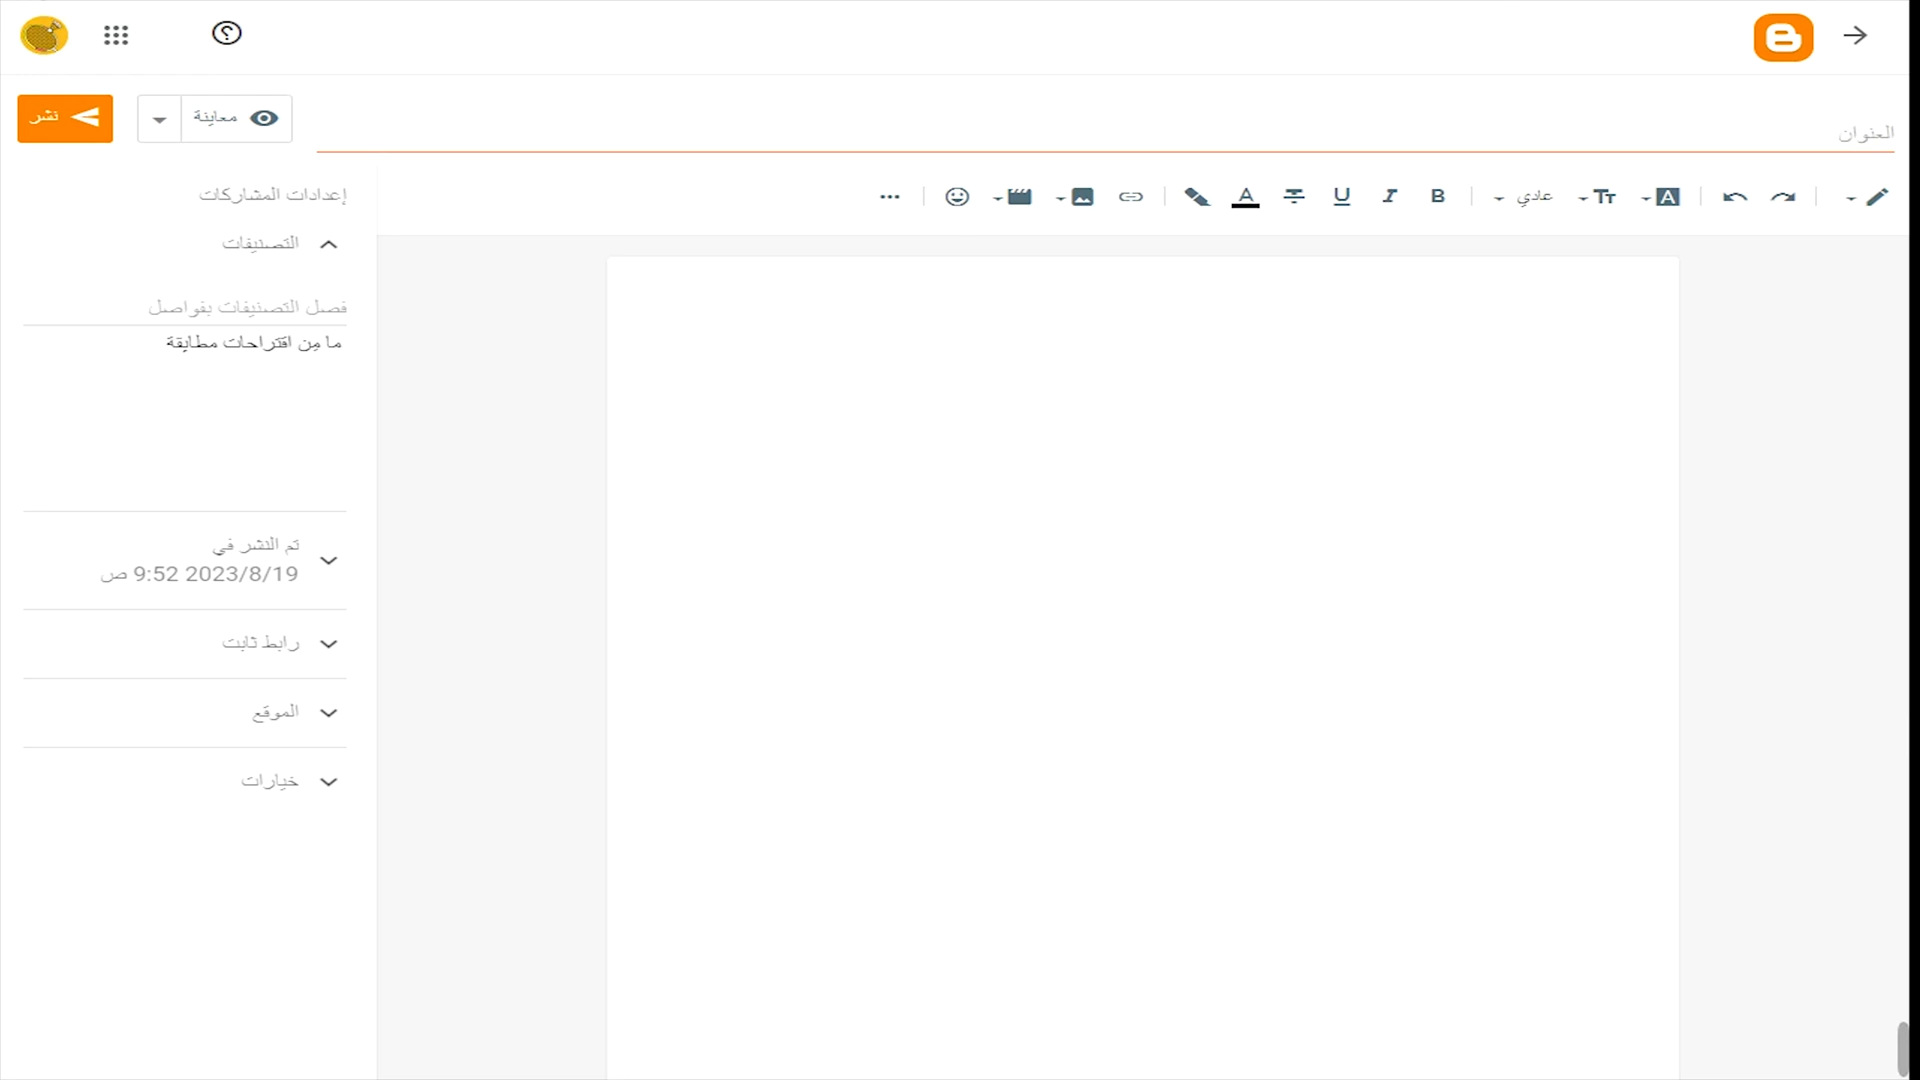 معاينة
نشر
العنوان
عادي
إعدادات المشاركات
التصنيفات
فصل التصنيفات بفواصل
ما مِن اقتراحات مطابقة
تم النشر في
2023/8/19 9:52 ص
رابط ثابت
الموقع
خيارات